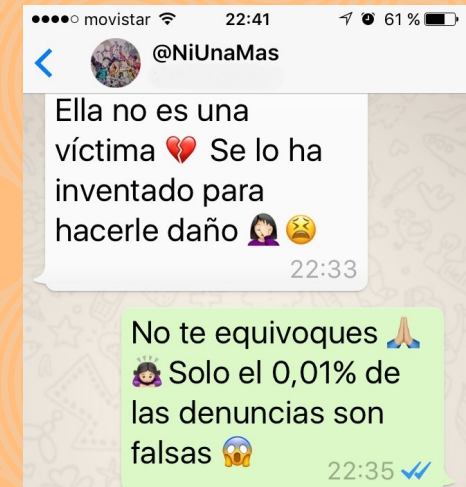 movistar 22:41 61 %
@NiUnaMas
Ella no es una
víctima 💔 Se lo ha
inventado para
hacerle daño 🤦🏻‍♀️ 😫
22:33
No te equivoques 🙏🏼
🙇🏻‍♀️ Solo el 0,01% de
las denuncias son
falsas 😱
22:35